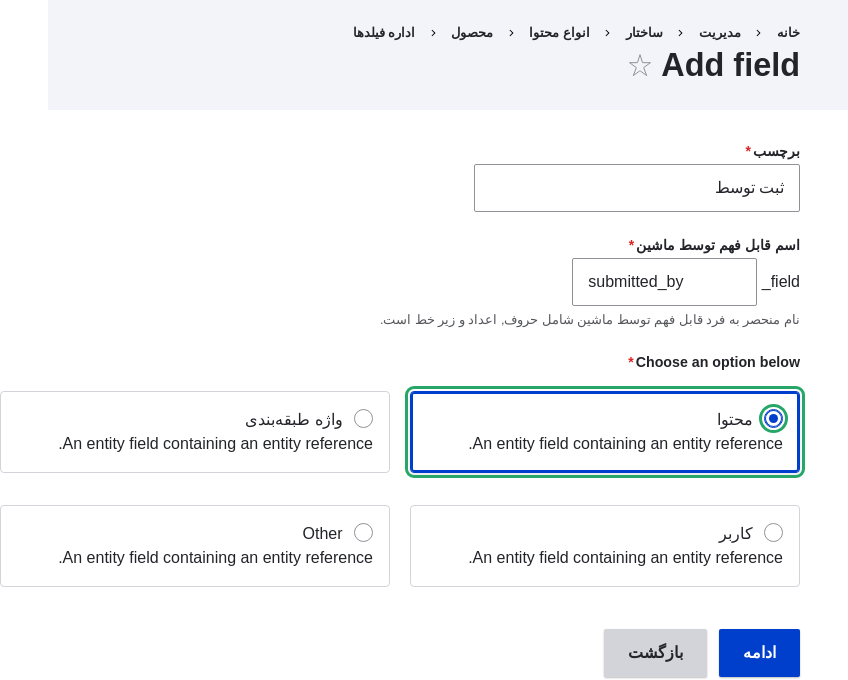 خانه › مدیریت › ساختار › انواع محتوا › محصول › اداره فیلدها
Add field ☆
برچسب*
ثبت توسط
اسم قابل فهم توسط ماشین*
field_ submitted_by
نام منحصر به فرد قابل فهم توسط ماشین شامل حروف, اعداد و زیر خط است.
Choose an option below*
محتوا
An entity field containing an entity reference.
واژه طبقه‌بندی
An entity field containing an entity reference.
کاربر
An entity field containing an entity reference.
Other
An entity field containing an entity reference.
ادامه
بازگشت